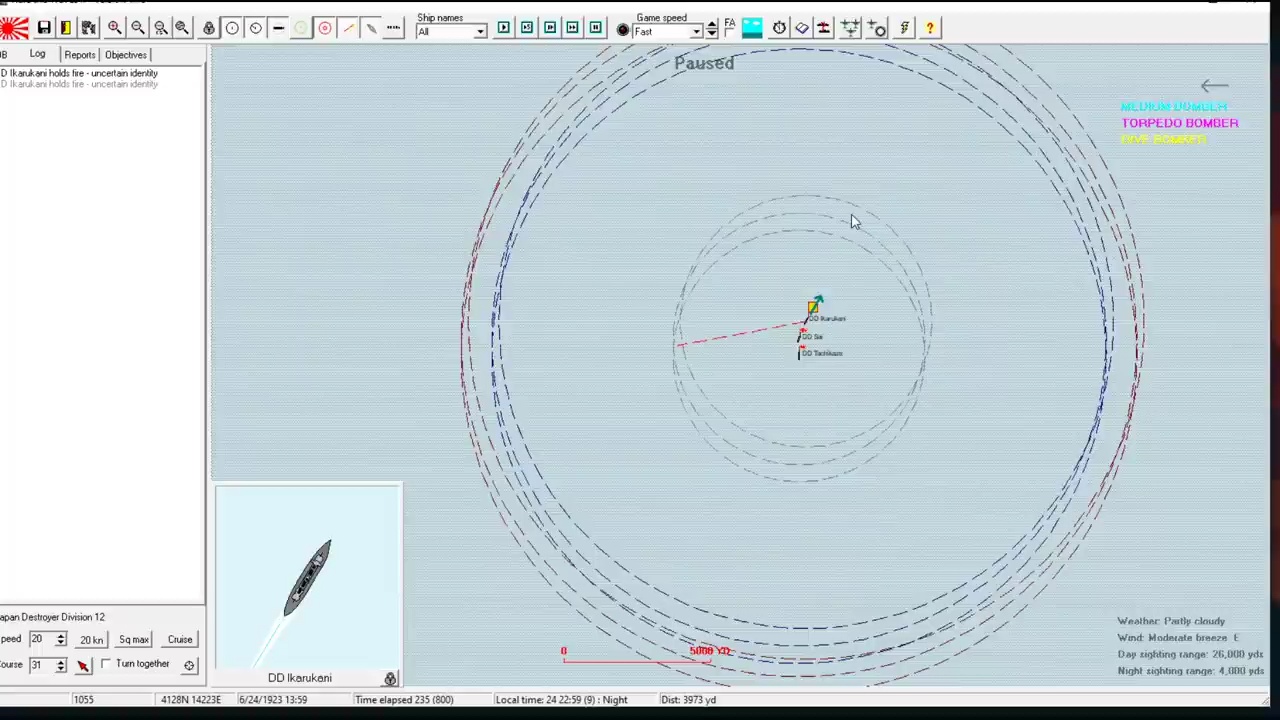 Ship names
All
Game speed
Fast
FA
Log
Reports
Objectives
D Ikarukani holds fire - uncertain identity
D Ikarukani holds fire - uncertain identity
Paused
MEDIUM BOMBER
TORPEDO BOMBER
DIVE BOMBER
DD Ikarukani
DD Sai
DD Tachikaze
0
5000 YD
Weather: Partly cloudy
Wind: Moderate breeze E
Day sighting range: 26,000 yds
Night sighting range: 4,000 yds
apan Destroyer Division 12
peed 20
20 kn
Sq max
Cruise
Course 31
Turn together
DD Ikarukani
1055
4128N 14223E
6/24/1923 13:59
Time elapsed 235 (800)
Local time: 24 22:59 (9) : Night
Dist: 3973 yd